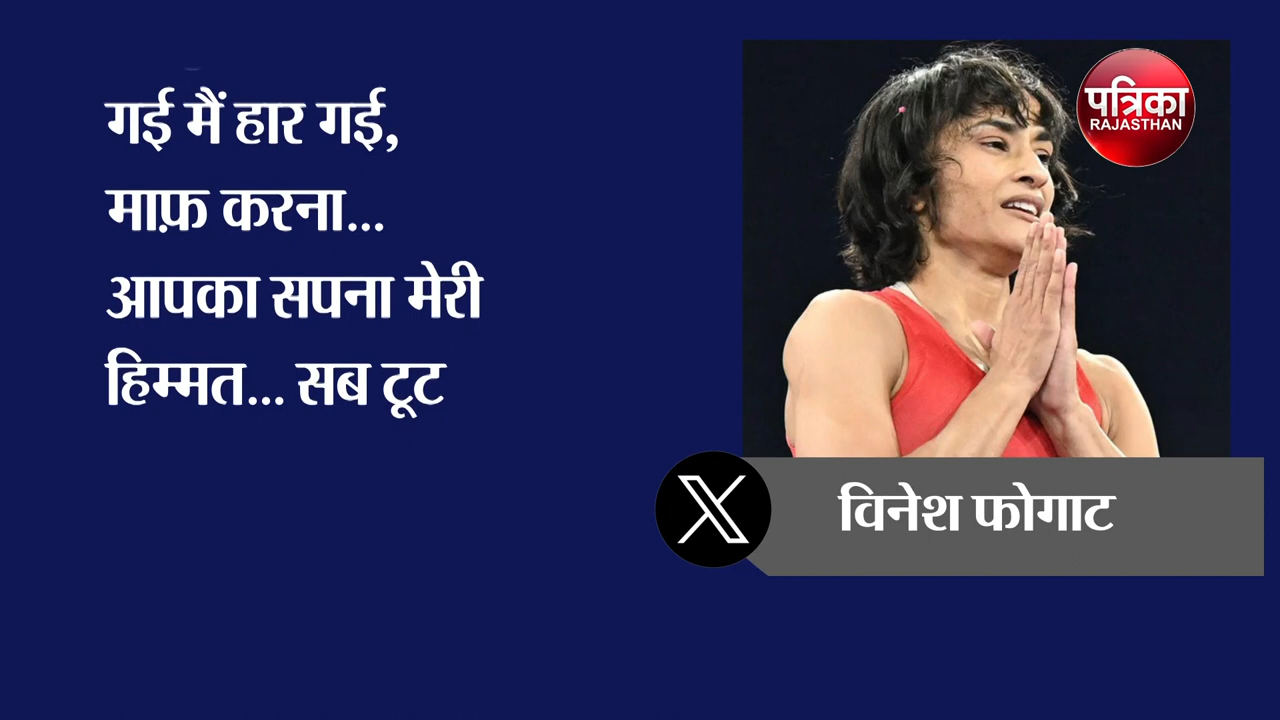 गई मैं हार गई,
माफ़ करना...
आपका सपना मेरी
हिम्मत... सब टूट
पत्रिका
RAJASTHAN
विनेश फोगाट